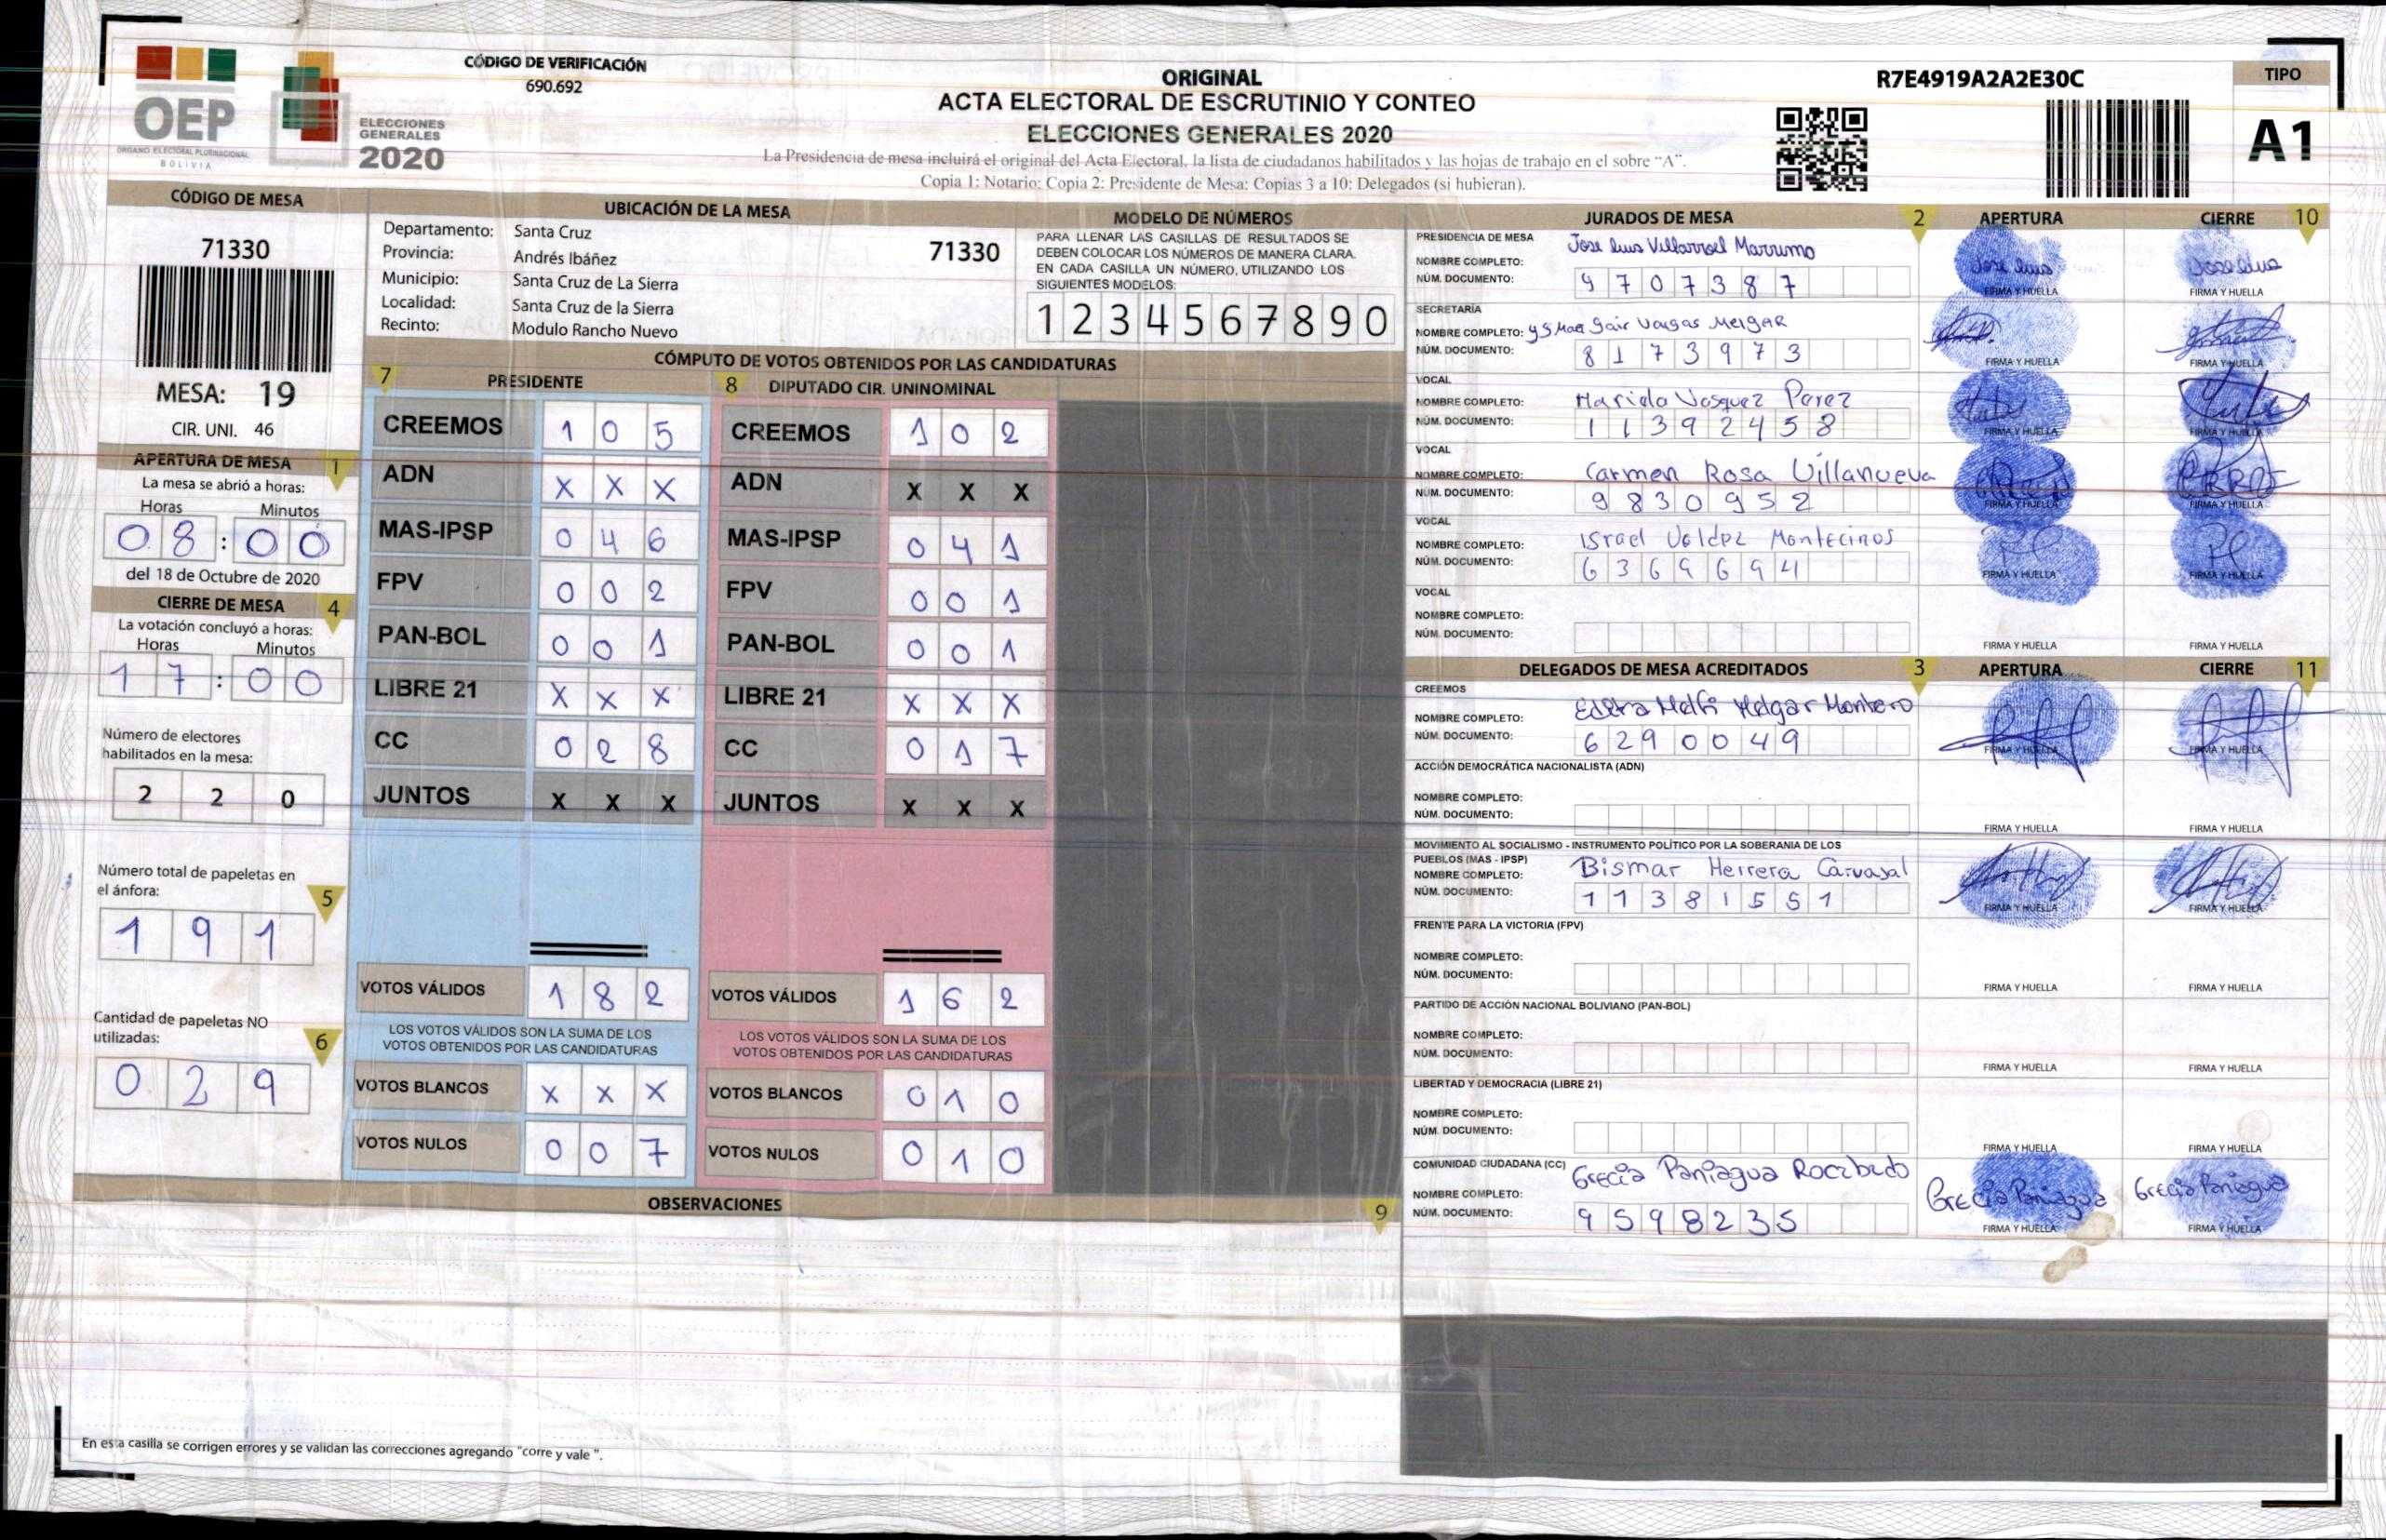 OEP
ÓRGANO ELECTORAL PLURINACIONAL
BOLIVIA
ELECCIONES
GENERALES
2020
CÓDIGO DE VERIFICACIÓN
690.692
ORIGINAL
ACTA ELECTORAL DE ESCRUTINIO Y CONTEO
ELECCIONES GENERALES 2020
La Presidencia de mesa incluirá el original del Acta Electoral, la lista de ciudadanos habilitados y las hojas de trabajo en el sobre "A".
Copia 1: Notario; Copia 2: Presidente de Mesa; Copias 3 a 10: Delegados (si hubieran).
R7E4919A2A2E30C
TIPO
A1
CÓDIGO DE MESA
71330
MESA: 19
CIR. UNI. 46
APERTURA DE MESA 1
La mesa se abrió a horas:
Horas Minutos
08:00
del 18 de Octubre de 2020
CIERRE DE MESA 4
La votación concluyó a horas:
Horas Minutos
17:00
Número de electores
habilitados en la mesa:
2 2 0
Número total de papeletas en
el ánfora: 5
1 9 1
Cantidad de papeletas NO
utilizadas: 6
0 2 9
UBICACIÓN DE LA MESA
Departamento: Santa Cruz
Provincia: Andrés Ibáñez 71330
Municipio: Santa Cruz de La Sierra
Localidad: Santa Cruz de la Sierra
Recinto: Modulo Rancho Nuevo
MODELO DE NÚMEROS
PARA LLENAR LAS CASILLAS DE RESULTADOS SE
DEBEN COLOCAR LOS NÚMEROS DE MANERA CLARA.
EN CADA CASILLA UN NÚMERO, UTILIZANDO LOS
SIGUIENTES MODELOS:
1 2 3 4 5 6 7 8 9 0
CÓMPUTO DE VOTOS OBTENIDOS POR LAS CANDIDATURAS
7 PRESIDENTE 8 DIPUTADO CIR. UNINOMINAL
CREEMOS 1 0 5 CREEMOS 1 0 2
ADN X X X ADN X X X
MAS-IPSP 0 4 6 MAS-IPSP 0 4 1
FPV 0 0 2 FPV 0 0 1
PAN-BOL 0 0 1 PAN-BOL 0 0 1
LIBRE 21 X X X LIBRE 21 X X X
CC 0 2 8 CC 0 1 7
JUNTOS X X X JUNTOS X X X
VOTOS VÁLIDOS 1 8 2 VOTOS VÁLIDOS 1 6 2
LOS VOTOS VÁLIDOS SON LA SUMA DE LOS
VOTOS OBTENIDOS POR LAS CANDIDATURAS
LOS VOTOS VÁLIDOS SON LA SUMA DE LOS
VOTOS OBTENIDOS POR LAS CANDIDATURAS
VOTOS BLANCOS X X X VOTOS BLANCOS 0 1 0
VOTOS NULOS 0 0 7 VOTOS NULOS 0 1 0
OBSERVACIONES 9
En esta casilla se corrigen errores y se validan las correcciones agregando "corre y vale".
JURADOS DE MESA 2 APERTURA CIERRE 10
PRESIDENCIA DE MESA
NOMBRE COMPLETO: Jose Luis Villarroel Marrumo
NÚM. DOCUMENTO: 4707387
Jose Luis Jose Luis
FIRMA Y HUELLA FIRMA Y HUELLA
SECRETARÍA
NOMBRE COMPLETO: Gair Vargas Melgar
NÚM. DOCUMENTO: 8173973
FIRMA Y HUELLA FIRMA Y HUELLA
VOCAL
NOMBRE COMPLETO: Mariela Vasquez Perez
NÚM. DOCUMENTO: 11392458
FIRMA Y HUELLA FIRMA Y HUELLA
VOCAL
NOMBRE COMPLETO: Carmen Rosa Villanueva
NÚM. DOCUMENTO: 9830952
FIRMA Y HUELLA FIRMA Y HUELLA
VOCAL
NOMBRE COMPLETO: Israel Valdez Montecinos
NÚM. DOCUMENTO: 6369694
FIRMA Y HUELLA FIRMA Y HUELLA
VOCAL
NOMBRE COMPLETO:
NÚM. DOCUMENTO:
FIRMA Y HUELLA FIRMA Y HUELLA
DELEGADOS DE MESA ACREDITADOS 3 APERTURA CIERRE 11
CREEMOS
NOMBRE COMPLETO: Melgar Montero
NÚM. DOCUMENTO: 6290049
FIRMA Y HUELLA FIRMA Y HUELLA
ACCIÓN DEMOCRÁTICA NACIONALISTA (ADN)
NOMBRE COMPLETO:
NÚM. DOCUMENTO:
FIRMA Y HUELLA FIRMA Y HUELLA
MOVIMIENTO AL SOCIALISMO - INSTRUMENTO POLÍTICO POR LA SOBERANIA DE LOS
PUEBLOS (MAS - IPSP)
NOMBRE COMPLETO: Bismar Herrera Carvajal
NÚM. DOCUMENTO: 11381551
FIRMA Y HUELLA FIRMA Y HUELLA
FRENTE PARA LA VICTORIA (FPV)
NOMBRE COMPLETO:
NÚM. DOCUMENTO:
FIRMA Y HUELLA FIRMA Y HUELLA
PARTIDO DE ACCIÓN NACIONAL BOLIVIANO (PAN-BOL)
NOMBRE COMPLETO:
NÚM. DOCUMENTO:
FIRMA Y HUELLA FIRMA Y HUELLA
LIBERTAD Y DEMOCRACIA (LIBRE 21)
NOMBRE COMPLETO:
NÚM. DOCUMENTO:
FIRMA Y HUELLA FIRMA Y HUELLA
COMUNIDAD CIUDADANA (CC)
NOMBRE COMPLETO: Grecia Paniagua Rocabado
NÚM. DOCUMENTO: 9598235
Grecia Paniagua Grecia Paniagua
FIRMA Y HUELLA FIRMA Y HUELLA